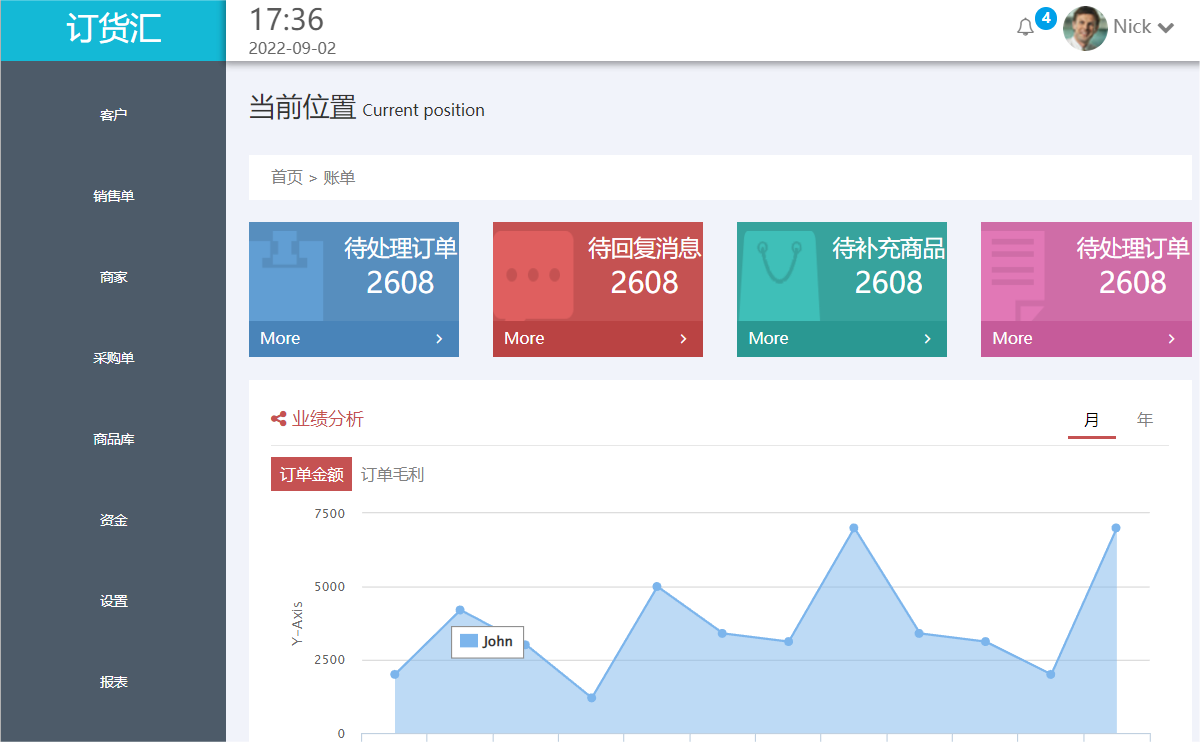 订货汇
17:36
2022-09-02
4
Nick
客户
销售单
商家
采购单
商品库
资金
设置
报表
当前位置 Current position
首页 > 账单
待处理订单
2608
More
待回复消息
2608
More
待补充商品
2608
More
待处理订单
2608
More
业绩分析
月 年
订单金额 订单毛利
7500
5000
2500
0
Y-Axis
John